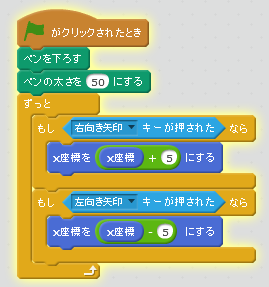 がクリックされたとき
ペンを下ろす
ペンの太さを 50 にする
ずっと
もし 右向き矢印 キーが押された なら
x座標を x座標 + 5 にする
もし 左向き矢印 キーが押された なら
x座標を x座標 - 5 にする